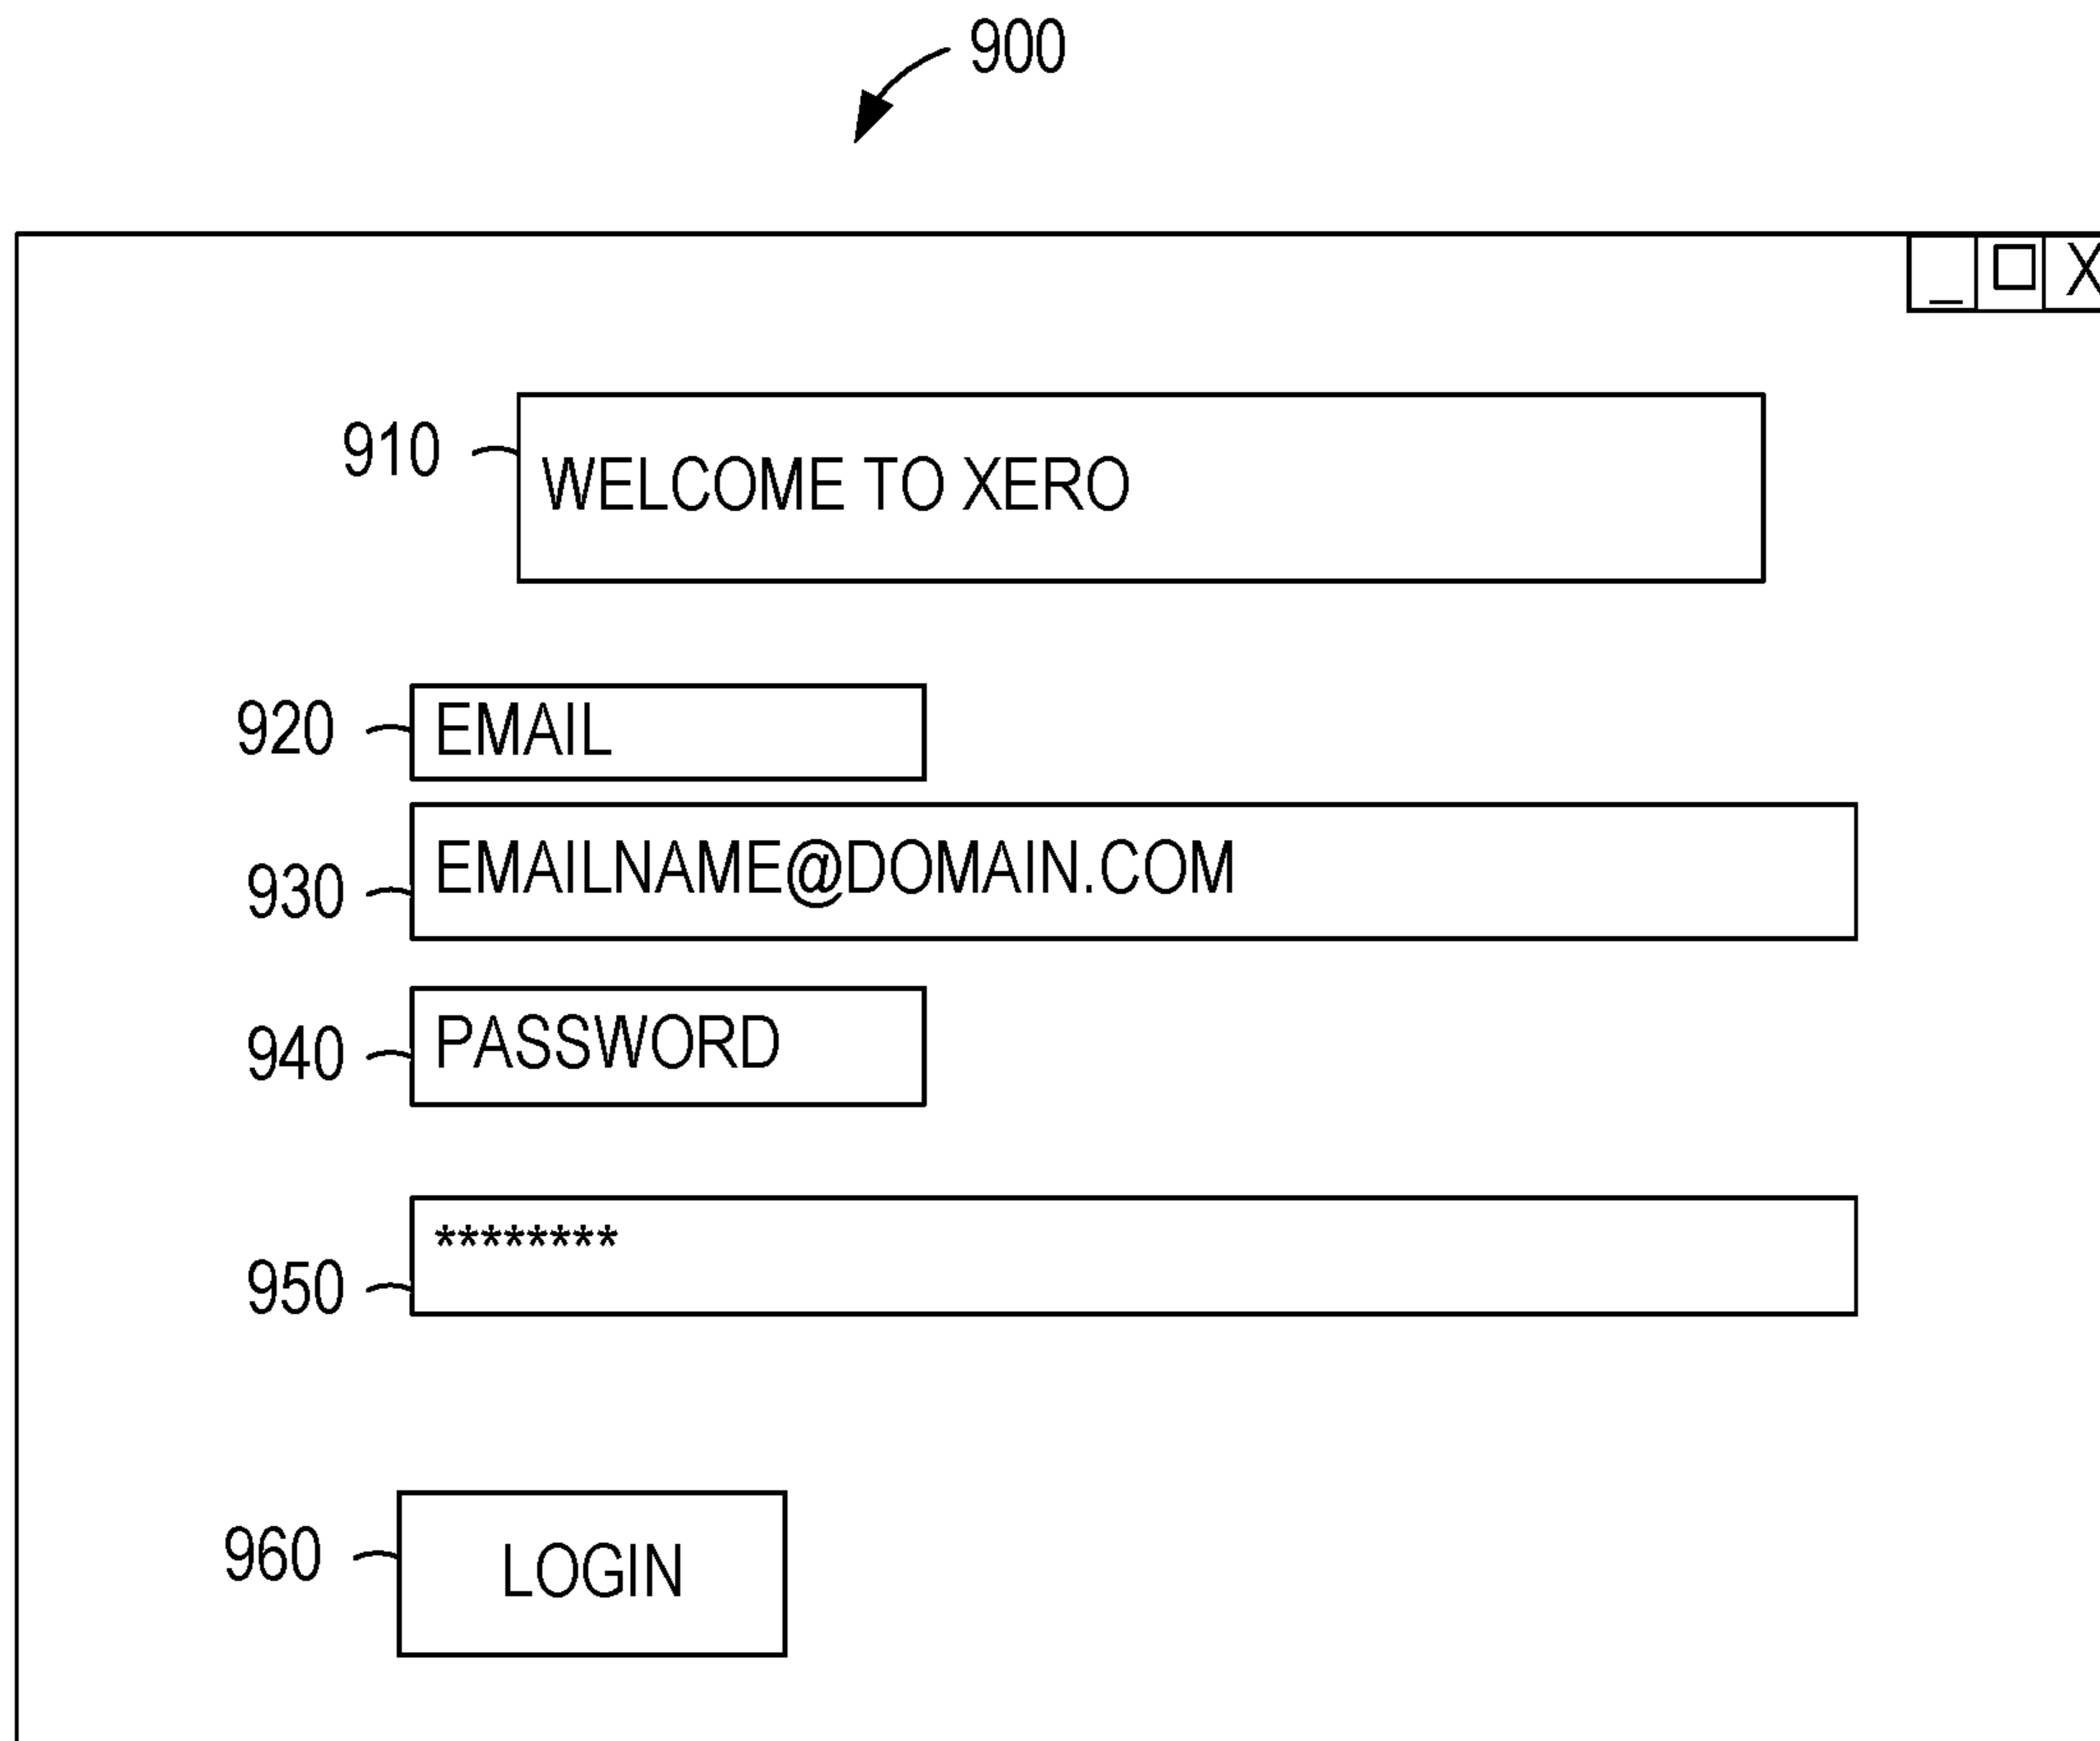 900
_ □ X
910 WELCOME TO XERO
920 EMAIL
930 EMAILNAME@DOMAIN.COM
940 PASSWORD
950 ********
960 LOGIN